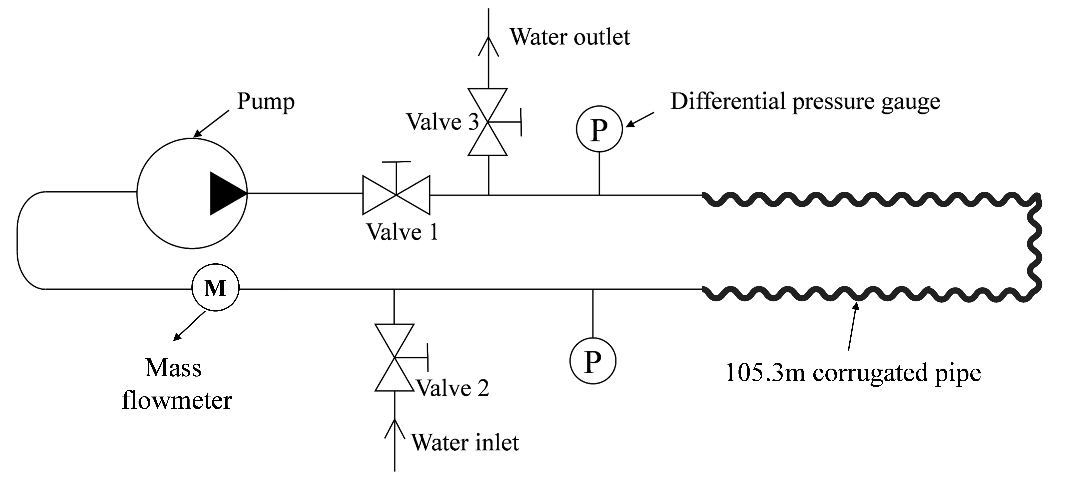 Water outlet
Pump
Differential pressure gauge
Valve 3
P
Valve 1
M
P
Mass
flowmeter
Valve 2
105.3m corrugated pipe
Water inlet